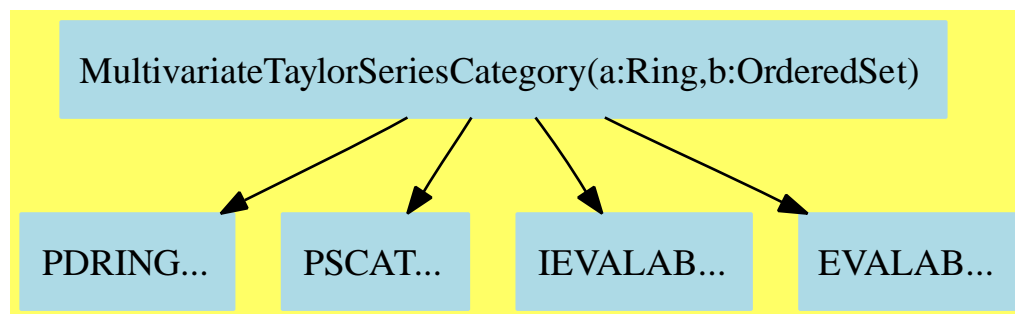 MultivariateTaylorSeriesCategory(a:Ring,b:OrderedSet)
PDRING... PSCAT... IEVALAB... EVALAB...